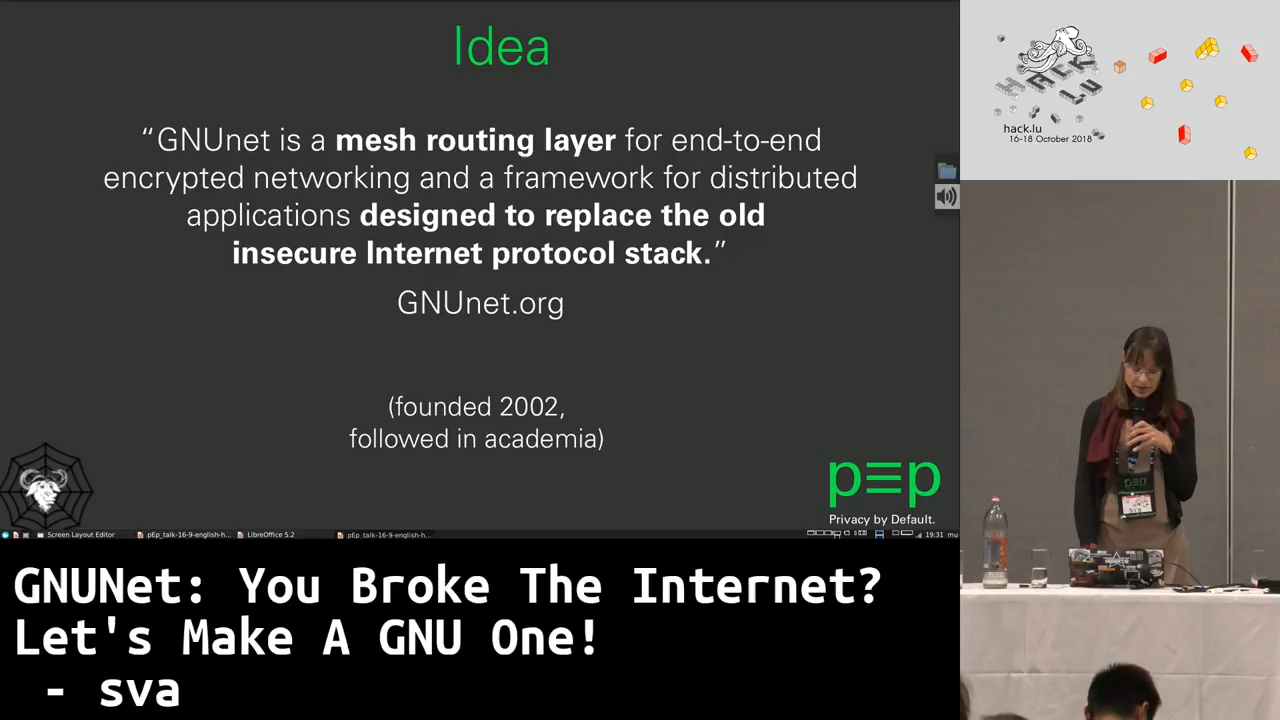 Idea
“GNUnet is a mesh routing layer for end-to-end
encrypted networking and a framework for distributed
applications designed to replace the old
insecure Internet protocol stack.”
GNUnet.org
(founded 2002,
followed in academia)
p≡p
Privacy by Default.
Screen Layout Editor
pEp_talk-16-9-english-h...
LibreOffice 5.2
pEp_talk-16-9-english-h...
19:31
mu
HACK
LU
hack.lu
16-18 October 2018
p≡p
GNUNet: You Broke The Internet?
Let's Make A GNU One!
- sva